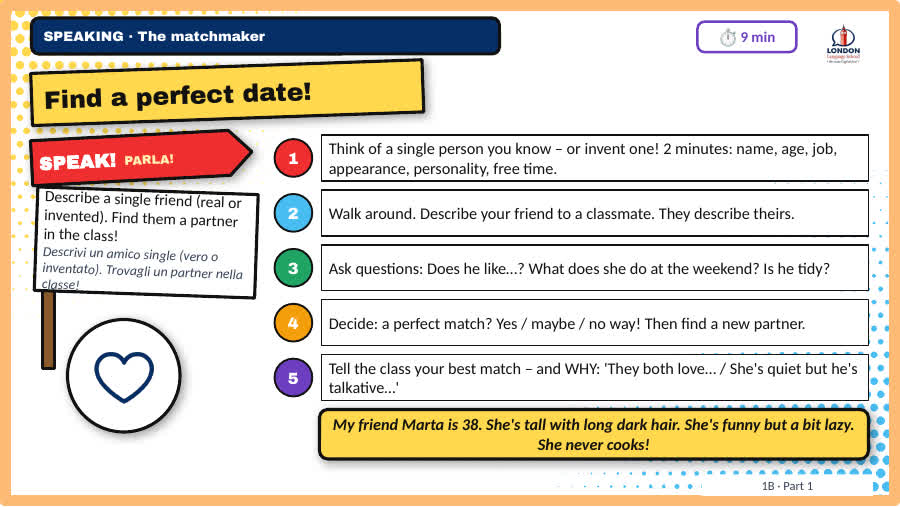 SPEAKING · The matchmaker
⏱️ 9 min
LONDON
Language School
Find a perfect date!
SPEAK! PARLA!
Describe a single friend (real or
invented). Find them a partner
in the class!
Descrivi un amico single (vero o
inventato). Trovagli un partner nella
classe!
1
Think of a single person you know – or invent one! 2 minutes: name, age, job,
appearance, personality, free time.
2
Walk around. Describe your friend to a classmate. They describe theirs.
3
Ask questions: Does he like...? What does she do at the weekend? Is he tidy?
4
Decide: a perfect match? Yes / maybe / no way! Then find a new partner.
5
Tell the class your best match – and WHY: 'They both love... / She's quiet but he's
talkative...'
My friend Marta is 38. She's tall with long dark hair. She's funny but a bit lazy.
She never cooks!
1B · Part 1